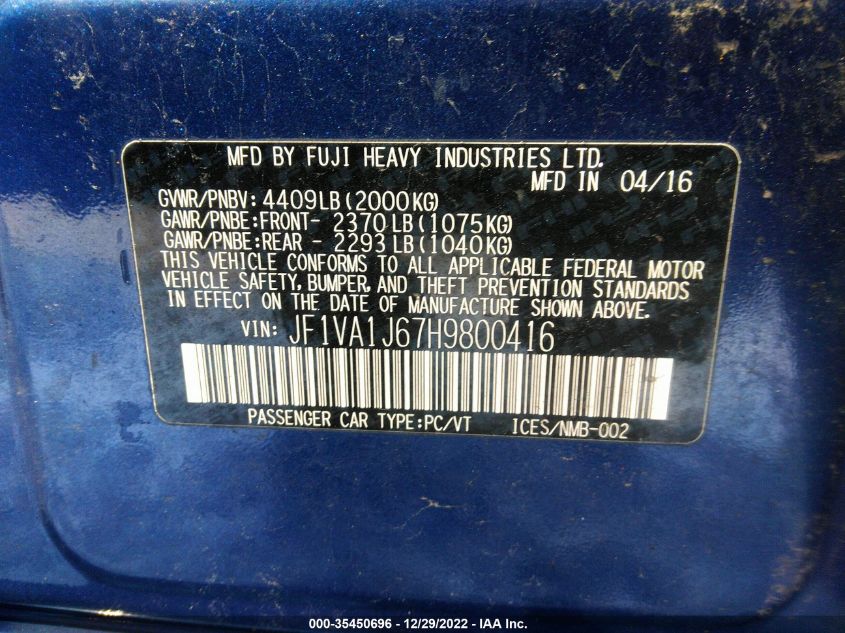 MFD BY FUJI HEAVY INDUSTRIES LTD.
MFD IN 04/16
GVWR/PNBV: 4409LB(2000KG)
GAWR/PNBE:FRONT- 2370LB(1075KG)
GAWR/PNBE:REAR - 2293LB(1040KG)
THIS VEHICLE CONFORMS TO ALL APPLICABLE FEDERAL MOTOR
VEHICLE SAFETY, BUMPER, AND THEFT PREVENTION STANDARDS
IN EFFECT ON THE DATE OF MANUFACTURE SHOWN ABOVE.
VIN: JF1VA1J67H9800416
PASSENGER CAR TYPE:PC/VT ICES/NMB-002
000-35450696 - 12/29/2022 - IAA Inc.